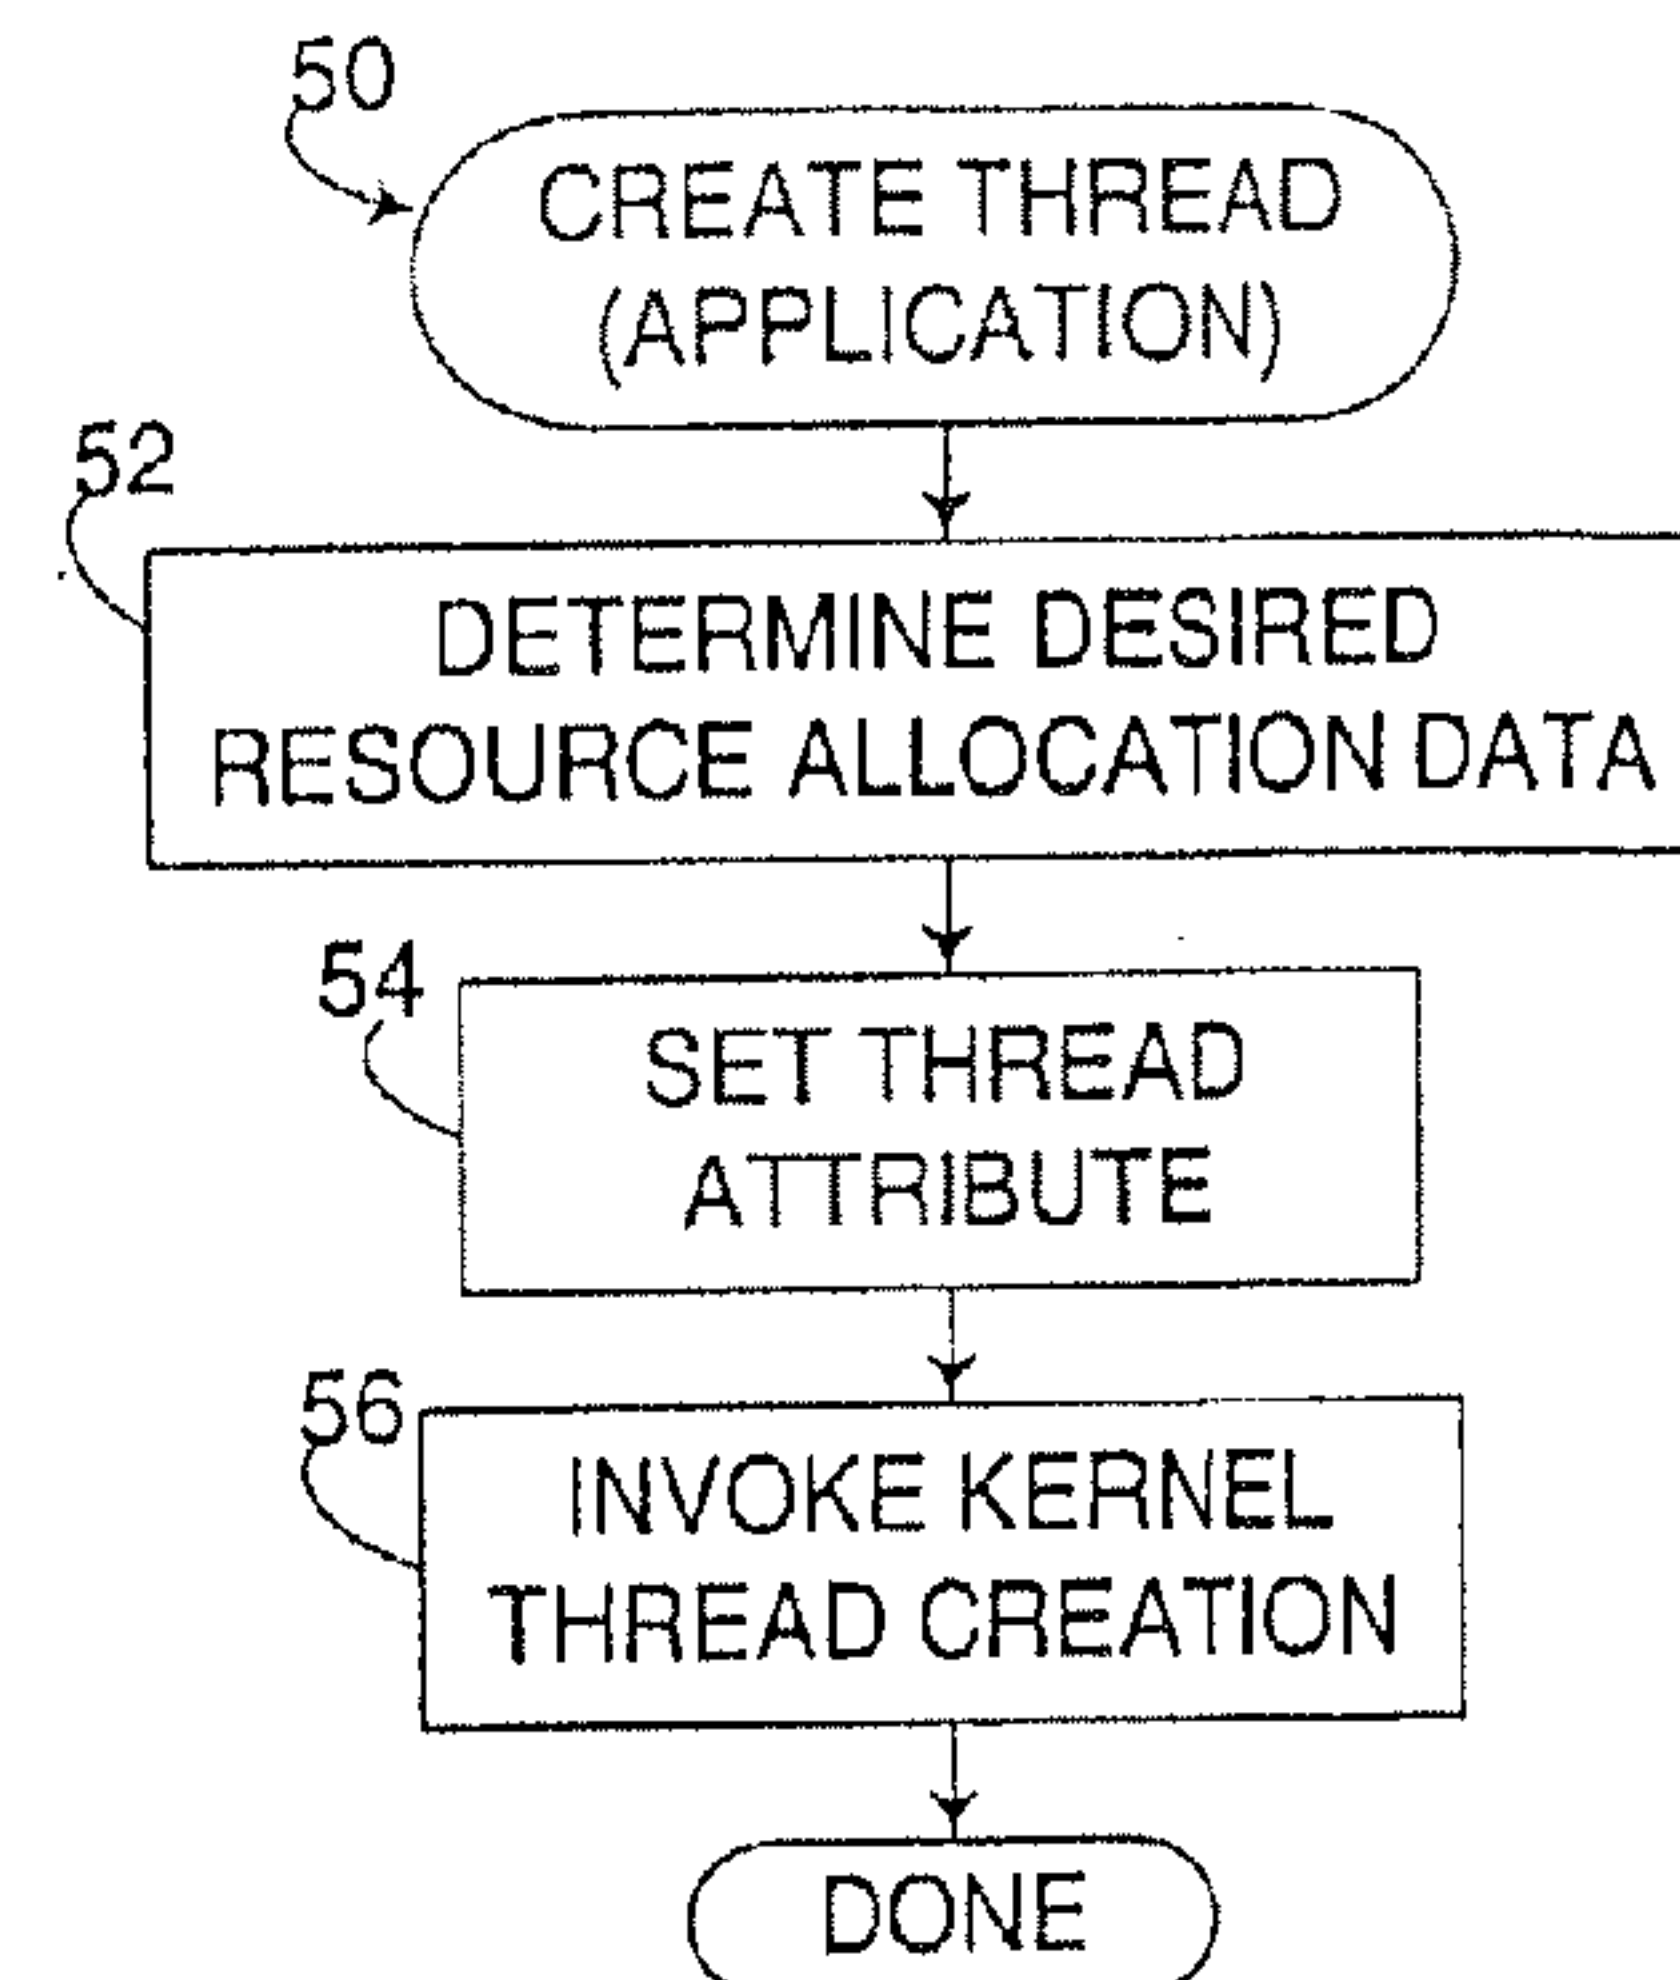 50
CREATE THREAD
(APPLICATION)
52
DETERMINE DESIRED
RESOURCE ALLOCATION DATA
54
SET THREAD
ATTRIBUTE
56
INVOKE KERNEL
THREAD CREATION
DONE